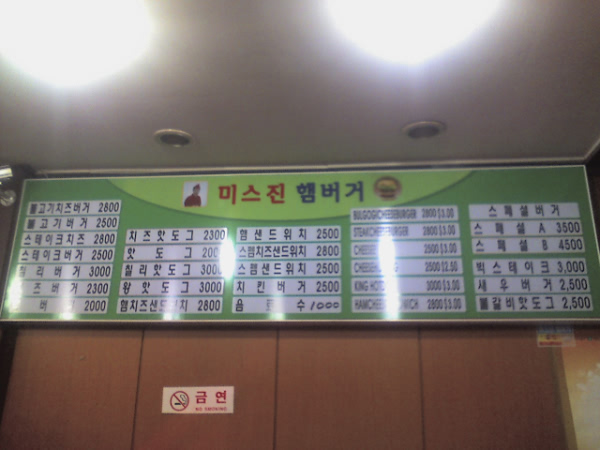 미스진 햄버거
불고기치즈버거 2800
불고기버거 2500
스테이크치즈 2800
스테이크버거 2500
칠리버거 3000
즈버거 2300
2000
치즈핫도그 2300
핫도그
칠리핫도그 3000
왕핫도그 3000
햄치즈샌드위치 2800
햄샌드위치 2500
스팸치즈샌드위치 2800
스팸샌드위치 2500
치킨버거 2500
음료수 1000
BULGOGICHEESEBURGER 2800 $3.00
STEAKCHEESEBURGER 2800 $3.00
2500
2500 $2.50
KING 3000 $3.00
2800 $3.00
스페셜버거
스페셜 A 3500
스페셜 B 4500
빅스테이크 3,000
새우버거 2,500
불갈비핫도그 2,500
금연
NO SMOKING